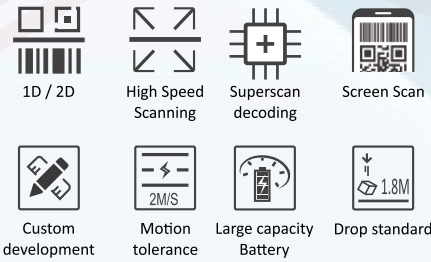 1D / 2D
High Speed
Scanning
Superscan
decoding
Screen Scan
2M/S
1.8M
Custom
development
Motion
tolerance
Large capacity
Battery
Drop standard